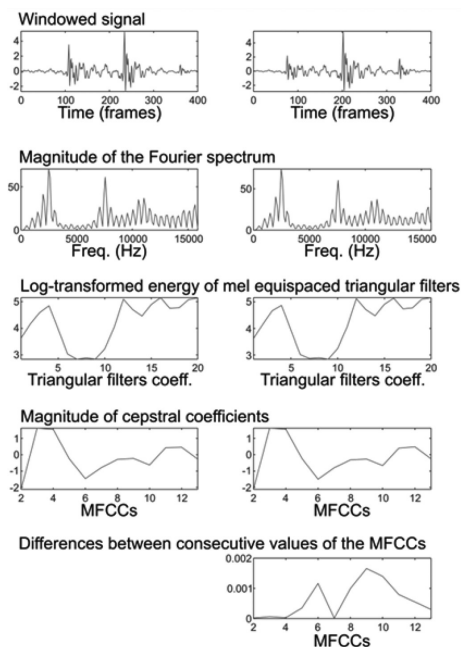 Windowed signal
4
2
0
-2
0 100 200 300 400
Time (frames)
4
2
0
-2
0 100 200 300 400
Time (frames)
Magnitude of the Fourier spectrum
50
0
0 5000 10000 15000
Freq. (Hz)
50
0
0 5000 10000 15000
Freq. (Hz)
Log-transformed energy of mel equispaced triangular filters
5
4
3
5 10 15 20
Triangular filters coeff.
5
4
3
5 10 15 20
Triangular filters coeff.
Magnitude of cepstral coefficients
1
0
-1
-2
2 4 6 8 10 12
MFCCs
1
0
-1
-2
2 4 6 8 10 12
MFCCs
Differences between consecutive values of the MFCCs
0.002
0.001
0
2 4 6 8 10 12
MFCCs